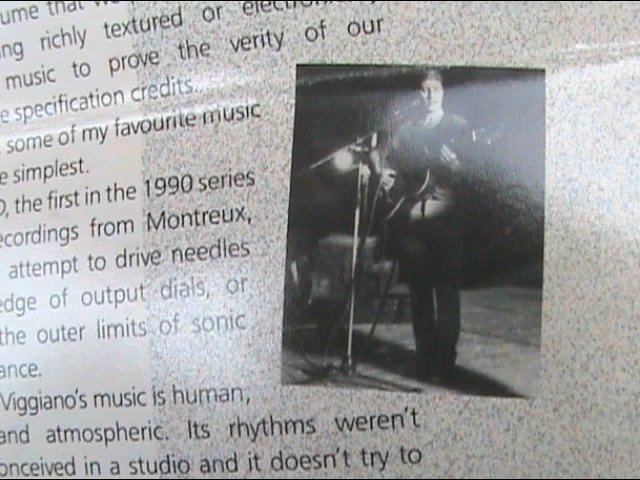 ume that
ng richly textured or electron
music to prove the verity of our
e specification credits.
some of my favourite music
e simplest.
D, the first in the 1990 series
ecordings from Montreux,
attempt to drive needles
edge of output dials, or
the outer limits of sonic
ance.
Viggiano's music is human,
and atmospheric. Its rhythms weren't
onceived in a studio and it doesn't try to